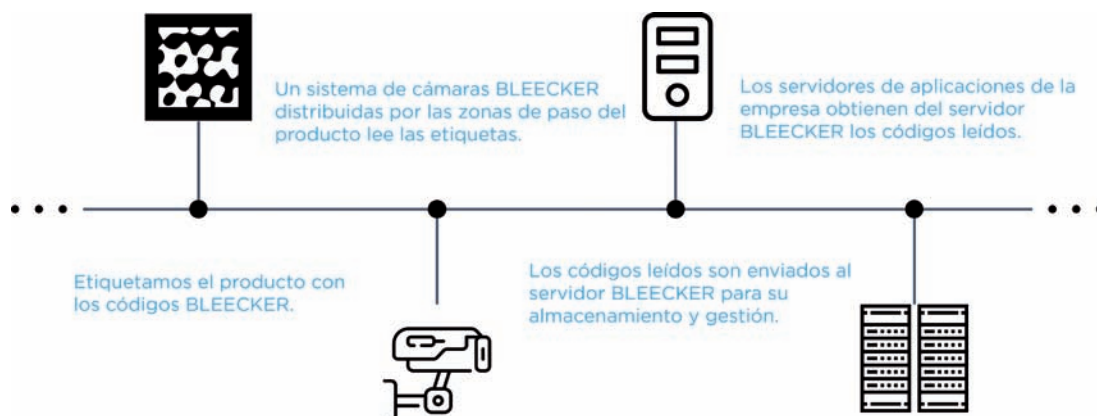 Un sistema de cámaras BLEECKER
distribuidas por las zonas de paso del
producto lee las etiquetas.
Los servidores de aplicaciones de la
empresa obtienen del servidor
BLEECKER los códigos leídos.
Etiquetamos el producto con
los códigos BLEECKER.
Los códigos leídos son enviados al
servidor BLEECKER para su
almacenamiento y gestión.